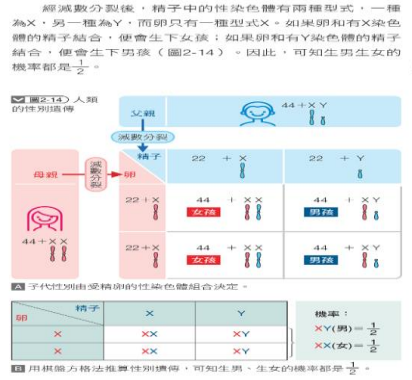 經減數分裂後，精子中的性染色體有兩種型式，一種
為X，另一種為Y，而卵只有一種型式X。如果卵和有X染色
體的精子結合，便會生下女孩；如果卵和有Y染色體的精子
結合，便會生下男孩（圖2-14）。因此，可知生男生女的
機率都是1/2。
圖2-14 人類
的性別遺傳
父親
44+XY
減數分裂
精子
卵
22 + X
22 + Y
母親
減數分裂
44+XX
22+X
44 + XX
女孩
44 + XY
男孩
22+X
44 + XX
女孩
44 + XY
男孩
A 子代性別由受精卵的性染色體組合決定。
精子
卵
X
Y
X
XX
XY
X
XX
XY
機率：
XY(男)=1/2
XX(女)=1/2
B 用棋盤方格法推算性別遺傳，可知生男、生女的機率都是1/2。